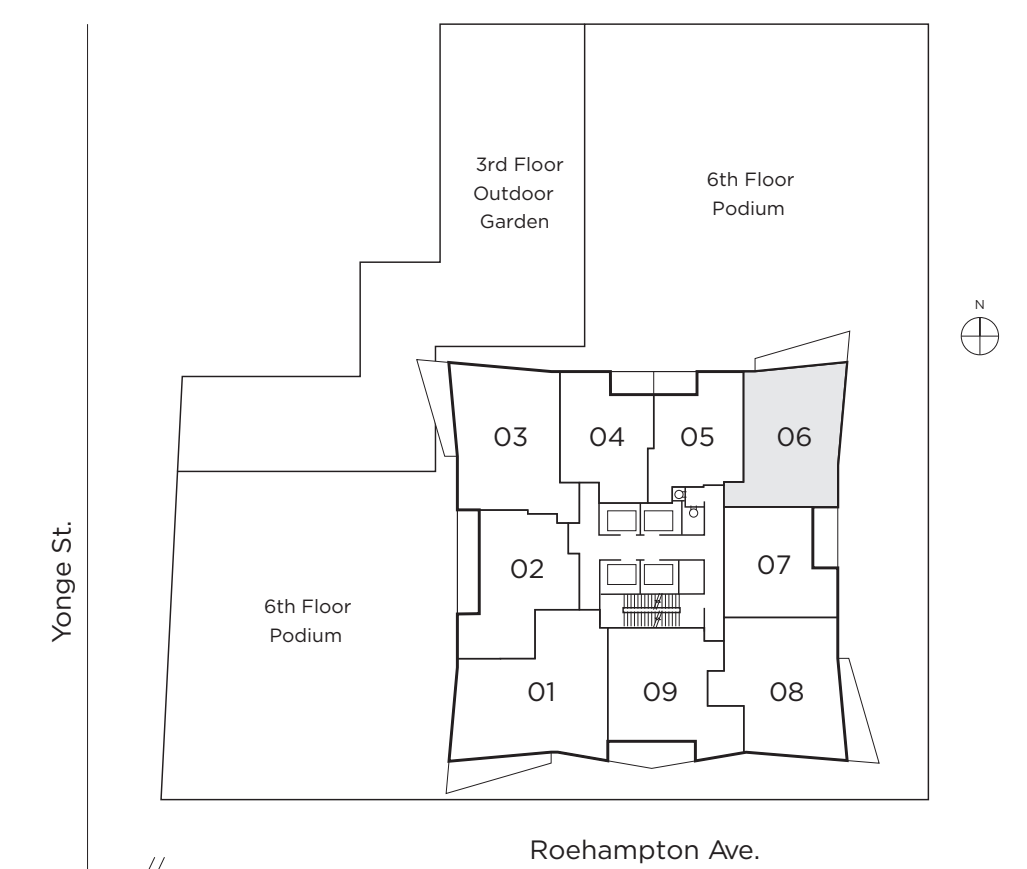 3rd Floor
Outdoor
Garden
6th Floor
Podium
N
03
04
05
06
02
07
6th Floor
Podium
01
09
08
Yonge St.
Roehampton Ave.